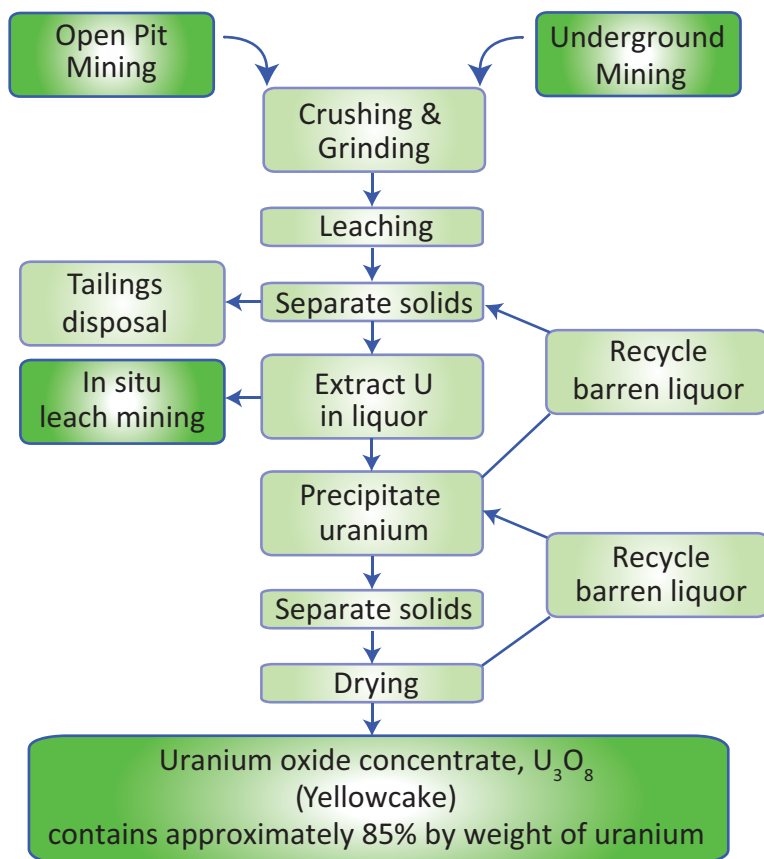 Open Pit
Mining
Underground
Mining
Crushing &
Grinding
Leaching
Tailings
disposal
Separate solids
Recycle
barren liquor
In situ
leach mining
Extract U
in liquor
Precipitate
uranium
Recycle
barren liquor
Separate solids
Drying
Uranium oxide concentrate, U₃O₈
(Yellowcake)
contains approximately 85% by weight of uranium